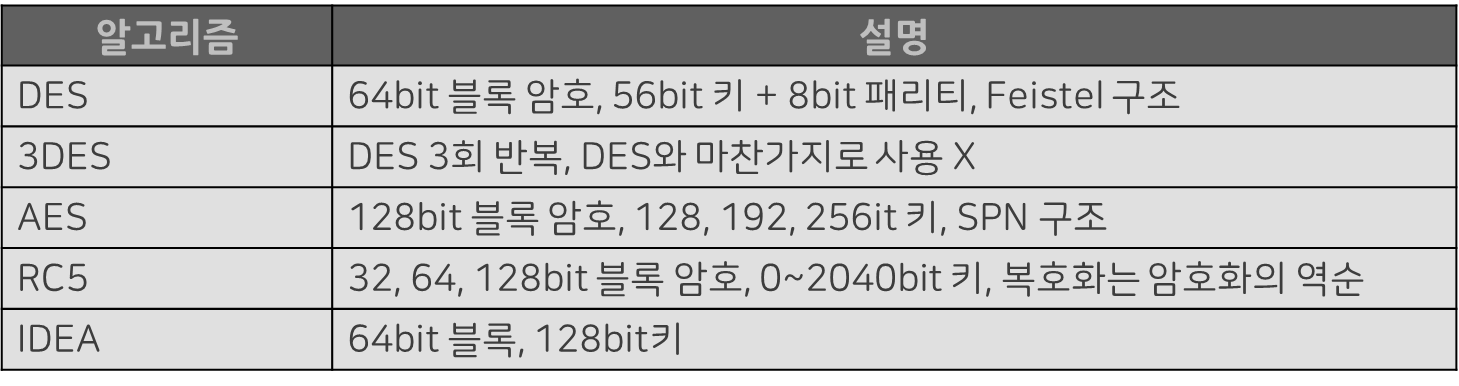 알고리즘 설명
DES 64bit 블록 암호, 56bit 키 + 8bit 패리티, Feistel 구조
3DES DES 3회 반복, DES와 마찬가지로 사용 X
AES 128bit 블록 암호, 128, 192, 256it 키, SPN 구조
RC5 32, 64, 128bit 블록 암호, 0~2040bit 키, 복호화는 암호화의 역순
IDEA 64bit 블록, 128bit키